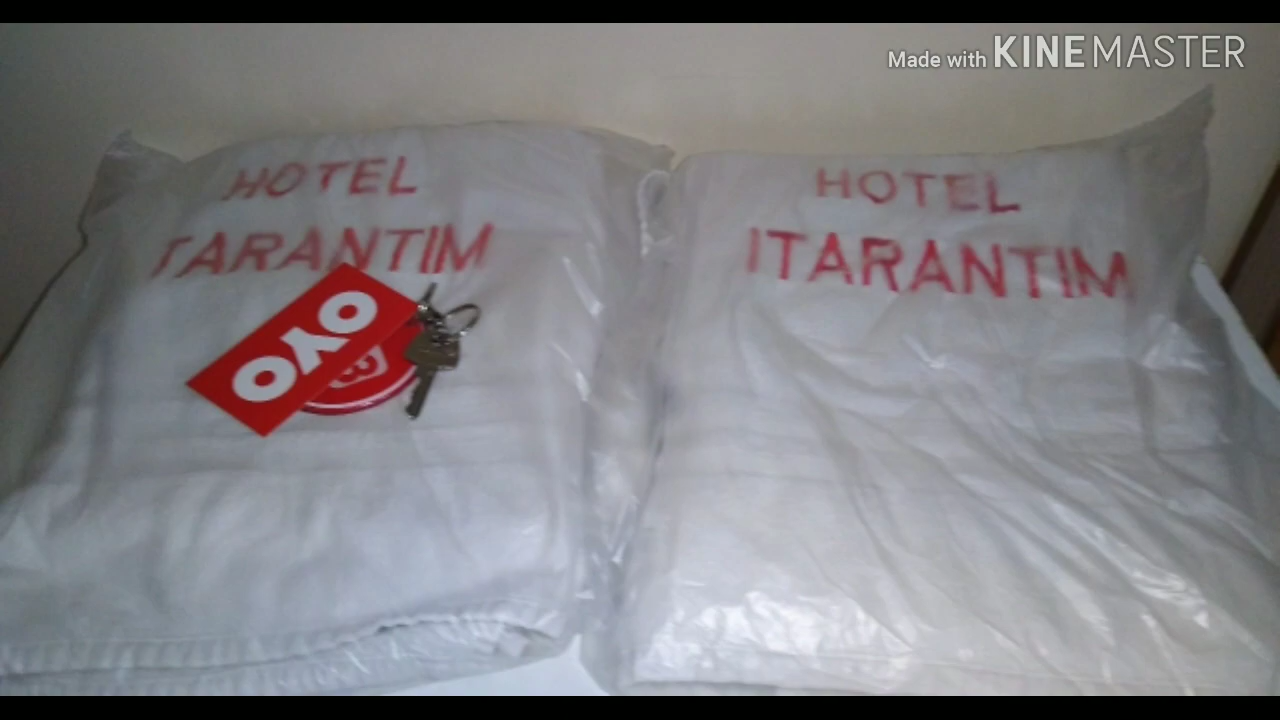 Made with KINEMASTER
HOTEL
TARANTIM
OYO
HOTEL
ITARANTIM